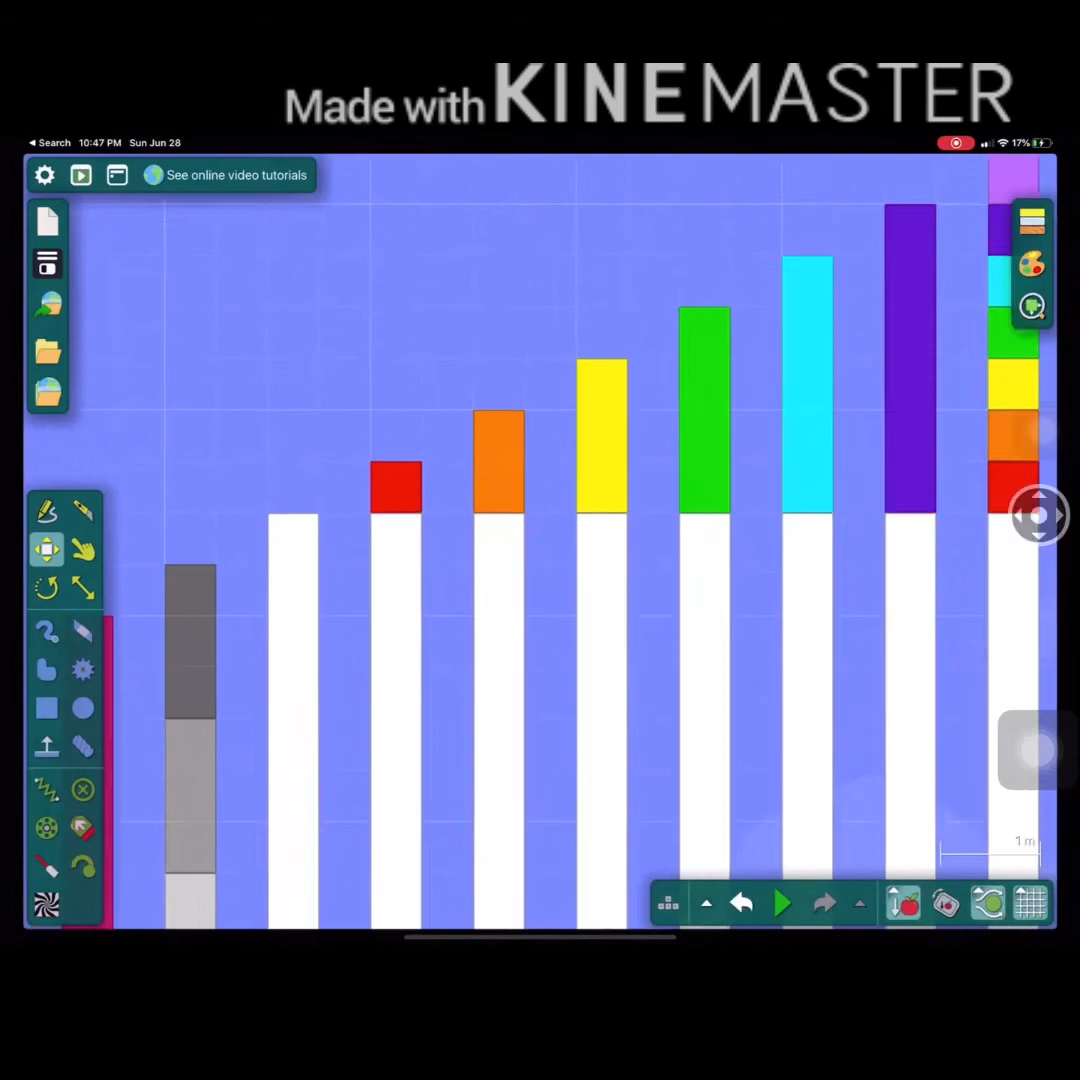 Made with KINEMASTER
Search 10:47 PM Sun Jun 28
17%
See online video tutorials
1 m